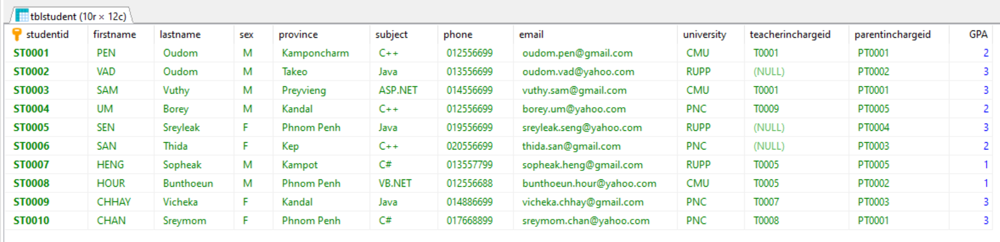 tblstudent (10r × 12c)
studentid firstname lastname sex province subject phone email university teacherinchargeid parentinchargeid GPA
ST0001 PEN Oudom M Kamponcharm C++ 012556699 oudom.pen@gmail.com CMU T0001 PT0001 2
ST0002 VAD Oudom M Takeo Java 013556699 oudom.vad@yahoo.com RUPP (NULL) PT0002 3
ST0003 SAM Vuthy M Preyvieng ASP.NET 014556699 vuthy.sam@gmail.com CMU T0001 PT0001 3
ST0004 UM Borey M Kandal C++ 012556699 borey.um@yahoo.com PNC T0009 PT0005 2
ST0005 SEN Sreyleak F Phnom Penh Java 019556699 sreyleak.seng@yahoo.com RUPP (NULL) PT0004 3
ST0006 SAN Thida F Kep C++ 020556699 thida.san@gmail.com PNC (NULL) PT0003 2
ST0007 HENG Sopheak M Kampot C# 013557799 sopheak.heng@gmail.com RUPP T0005 PT0005 1
ST0008 HOUR Bunthoeun M Phnom Penh VB.NET 012556688 bunthoeun.hour@yahoo.com CMU T0005 PT0002 1
ST0009 CHHAY Vicheka F Kandal Java 014886699 vicheka.chhay@gmail.com PNC T0007 PT0003 3
ST0010 CHAN Sreymom F Phnom Penh C# 017668899 sreymom.chan@yahoo.com PNC T0008 PT0001 3